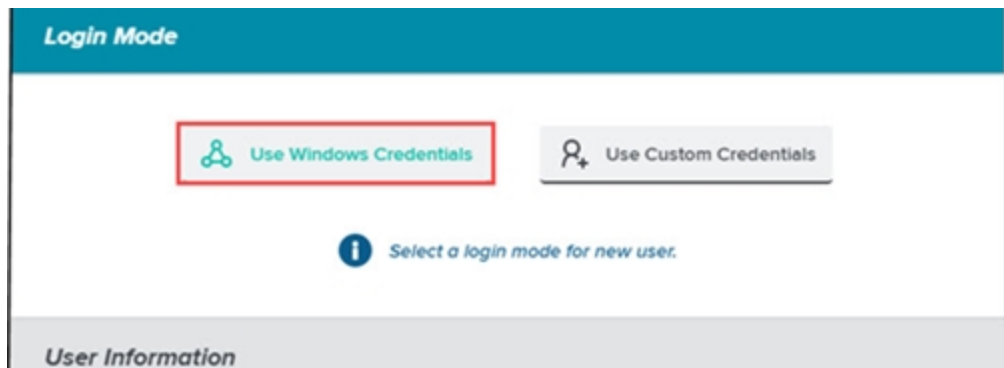 Login Mode
Use Windows Credentials
Use Custom Credentials
Select a login mode for new user.
User Information